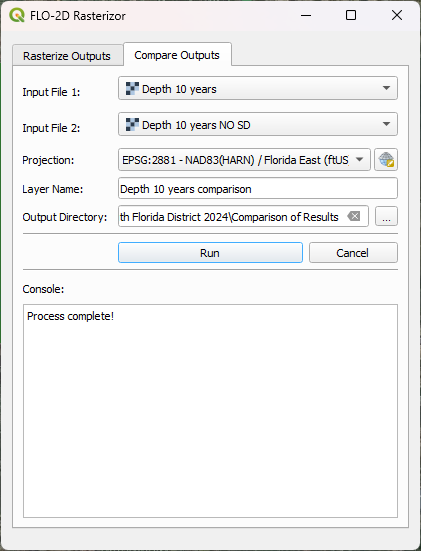 FLO-2D Rasterizor
Rasterize Outputs
Compare Outputs
Input File 1:
Depth 10 years
Input File 2:
Depth 10 years NO SD
Projection:
EPSG:2881 - NAD83(HARN) / Florida East (ftUS
Layer Name:
Depth 10 years comparison
Output Directory:
th Florida District 2024\Comparison of Results
...
Run
Cancel
Console:
Process complete!